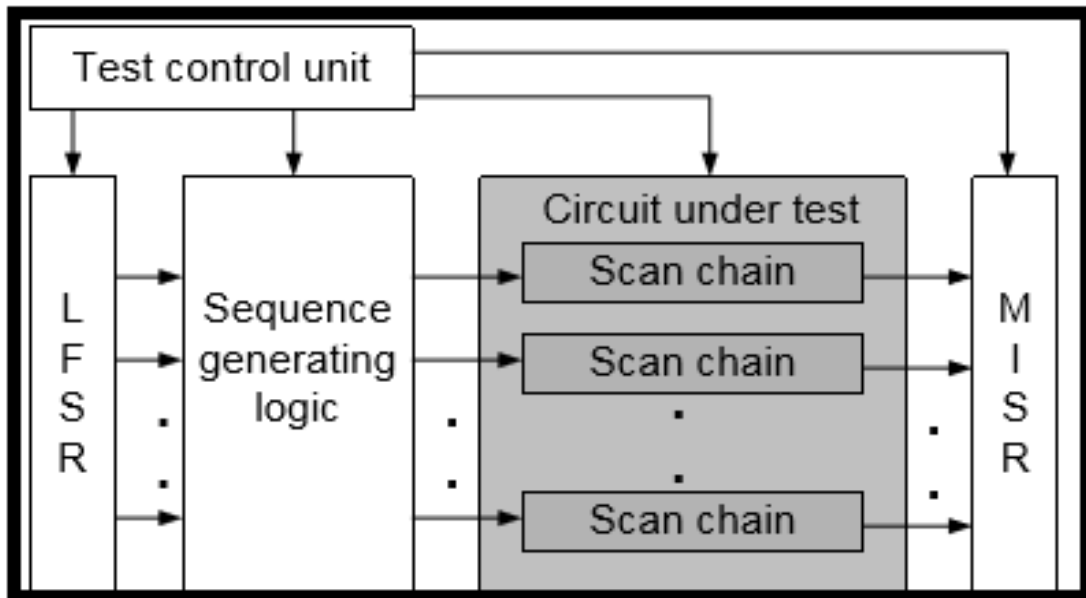 Test control unit
Circuit under test
Scan chain
Scan chain
Scan chain
L
F
S
R
Sequence
generating
logic
M
I
S
R